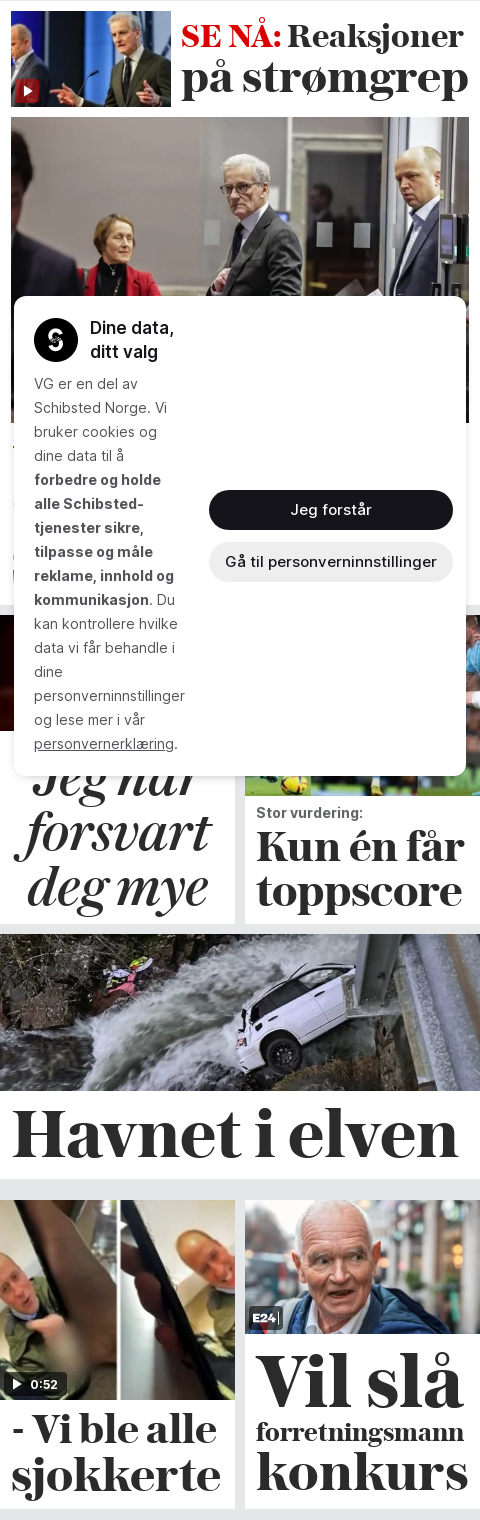 SE NÅ: Reaksjoner
på strømgrep
Dine data,
ditt valg
VG er en del av
Schibsted Norge. Vi
bruker cookies og
dine data til å
forbedre og holde
alle Schibsted-
tjenester sikre,
tilpasse og måle
reklame, innhold og
kommunikasjon. Du
kan kontrollere hvilke
data vi får behandle i
dine
personverninnstillinger
og lese mer i vår
personvernerklæring.
Jeg forstår
Gå til personverninnstillinger
Jeg har
forsvart
deg mye
Stor vurdering:
Kun én får
toppscore
Havnet i elven
0:52
- Vi ble alle
sjokkerte
E24
Vil slå
forretningsmann
konkurs